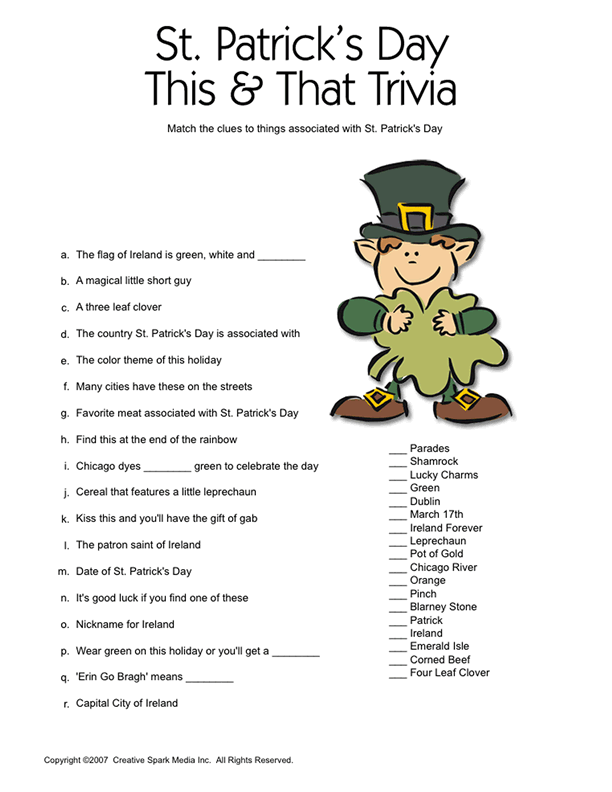 St. Patrick's Day
This & That Trivia
Match the clues to things associated with St. Patrick's Day
a. The flag of Ireland is green, white and ________
b. A magical little short guy
c. A three leaf clover
d. The country St. Patrick's Day is associated with
e. The color theme of this holiday
f. Many cities have these on the streets
g. Favorite meat associated with St. Patrick's Day
h. Find this at the end of the rainbow
i. Chicago dyes ________ green to celebrate the day
j. Cereal that features a little leprechaun
k. Kiss this and you'll have the gift of gab
l. The patron saint of Ireland
m. Date of St. Patrick's Day
n. It's good luck if you find one of these
o. Nickname for Ireland
p. Wear green on this holiday or you'll get a ________
q. 'Erin Go Bragh' means ________
r. Capital City of Ireland
___ Parades
___ Shamrock
___ Lucky Charms
___ Green
___ Dublin
___ March 17th
___ Ireland Forever
___ Leprechaun
___ Pot of Gold
___ Chicago River
___ Orange
___ Pinch
___ Blarney Stone
___ Patrick
___ Ireland
___ Emerald Isle
___ Corned Beef
___ Four Leaf Clover
Copyright ©2007 Creative Spark Media Inc. All Rights Reserved.